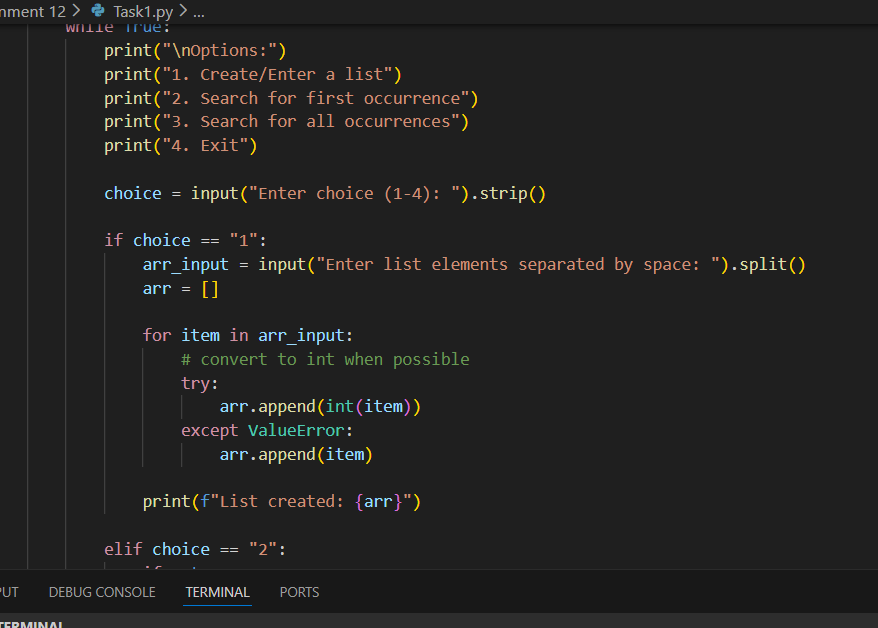 nment 12 > Task1.py > ...
while True:
print("\nOptions:")
print("1. Create/Enter a list")
print("2. Search for first occurrence")
print("3. Search for all occurrences")
print("4. Exit")
choice = input("Enter choice (1-4): ").strip()
if choice == "1":
arr_input = input("Enter list elements separated by space: ").split()
arr = []
for item in arr_input:
# convert to int when possible
try:
arr.append(int(item))
except ValueError:
arr.append(item)
print(f"List created: {arr}")
elif choice == "2":
PUT DEBUG CONSOLE TERMINAL PORTS
TERMINAL